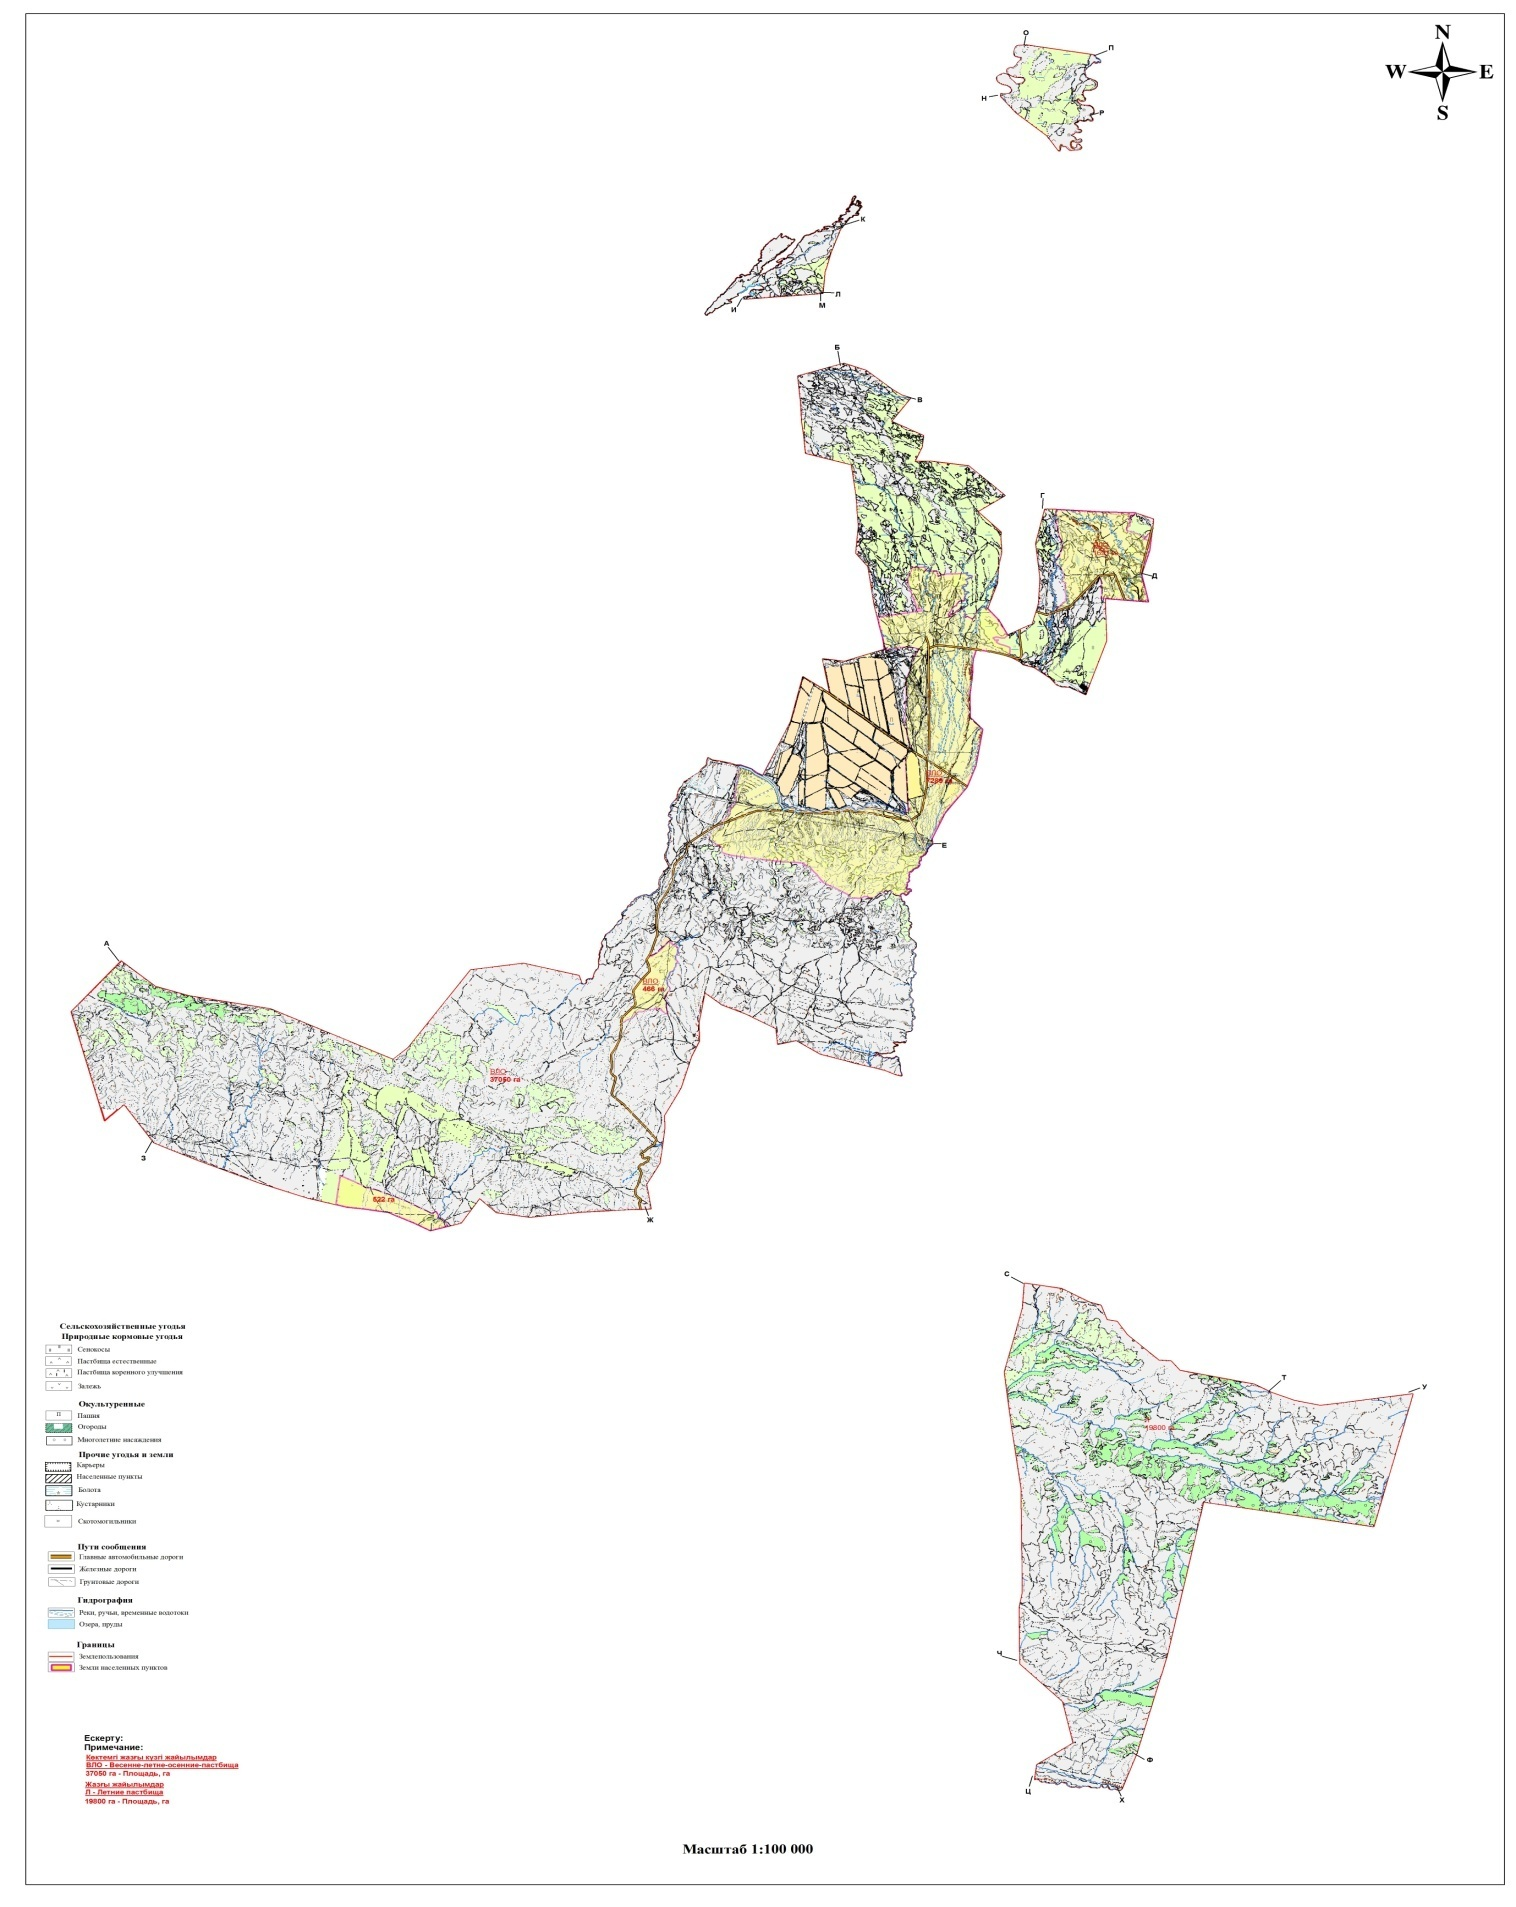 N
W E
S
О
П
Н
Р
К
Л
М
И
Б
В
Г
Д
ВЛО
7286 га
Е
А
ВЛО
466 га
ВЛО
37050 га
З
522 га
Ж
С
Т
У
19800 га
Ч
Ф
Ц
Х
Сельскохозяйственные угодья
Природные кормовые угодья
Сенокосы
Пастбища естественные
Пастбища коренного улучшения
Залежь
Окультуренные
П Пашня
Огороды
Многолетние насаждения
Прочие угодья и земли
Карьеры
Населенные пункты
Болота
Кустарники
Скотомогильники
Пути сообщения
Главные автомобильные дороги
Железные дороги
Грунтовые дороги
Гидрография
Реки, ручьи, временные водотоки
Озера, пруды
Границы
Землепользования
Земли населенных пунктов
Ескерту:
Примечание:
Көктемгі жазғы күзгі жайылымдар
ВЛО - Весенне-летне-осенние-пастбища
37050 га - Площадь, га
Жазғы жайылымдар
Л - Летние пастбища
19800 га - Площадь, га
Масштаб 1:100 000